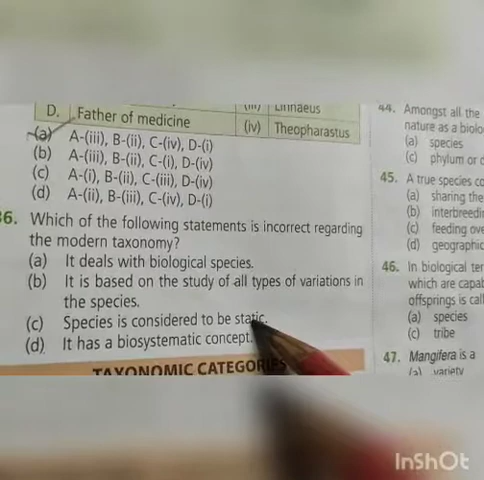 (iii) Linnaeus
D. Father of medicine (iv) Theopharastus
(a) A-(iii), B-(ii), C-(iv), D-(i)
(b) A-(iii), B-(ii), C-(i), D-(iv)
(c) A-(i), B-(ii), C-(iii), D-(iv)
(d) A-(ii), B-(iii), C-(iv), D-(i)
36. Which of the following statements is incorrect regarding
the modern taxonomy?
(a) It deals with biological species.
(b) It is based on the study of all types of variations in
the species.
(c) Species is considered to be static.
(d) It has a biosystematic concept.
TAXONOMIC CATEGORIES
44. Amongst all the
nature as a biolo
(a) species
(c) phylum or
45. A true species co
(a) sharing the
(b) interbreedi
(c) feeding ove
(d) geographic
46. In biological ter
which are capab
offsprings is cal
(a) species
(c) tribe
47. Mangifera is a
(a) variety
InShOt